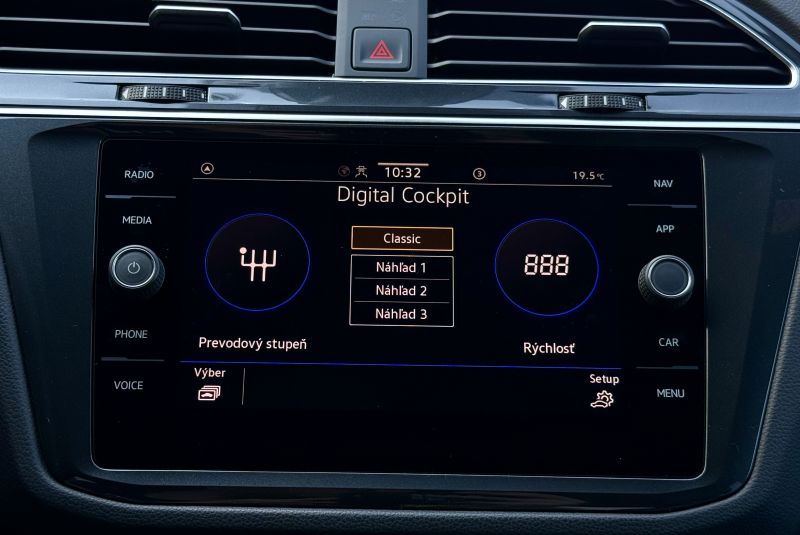 10:32
3
19.5°C
RADIO
NAV
Digital Cockpit
MEDIA
APP
Classic
Náhľad 1
888
Náhľad 2
Náhľad 3
PHONE
Prevodový stupeň
Rýchlosť
CAR
VOICE
Výber
Setup
MENU